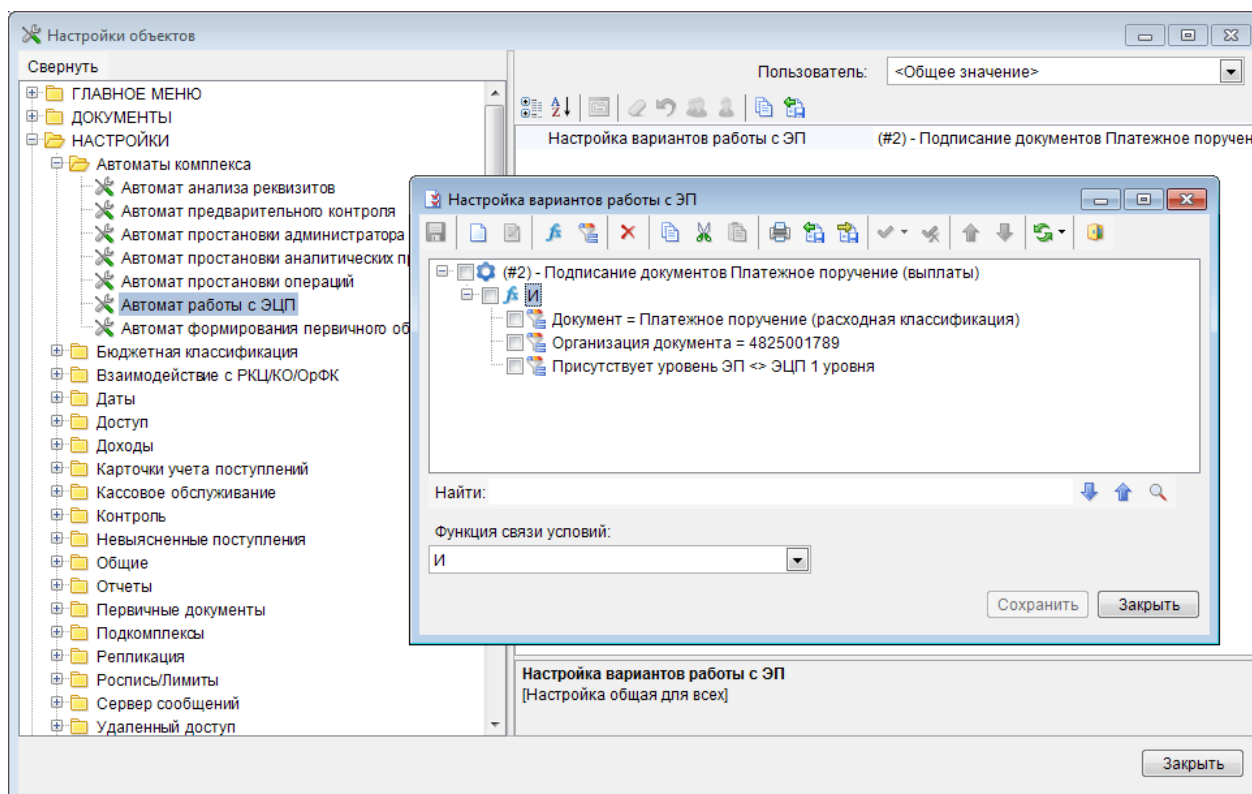 Настройки объектов
Свернуть
ГЛАВНОЕ МЕНЮ
ДОКУМЕНТЫ
НАСТРОЙКИ
Автоматы комплекса
Автомат анализа реквизитов
Автомат предварительного контроля
Автомат простановки администратора
Автомат простановки аналитических
Автомат простановки операций
Автомат работы с ЭЦП
Автомат формирования первичного
Бюджетная классификация
Взаимодействие с РКЦ/КО/ОрФК
Даты
Доступ
Доходы
Карточки учета поступлений
Кассовое обслуживание
Контроль
Невыясненные поступления
Общие
Отчеты
Первичные документы
Подкомплексы
Репликация
Роспись/Лимиты
Сервер сообщений
Удаленный доступ
Пользователь: <Общее значение>
Настройка вариантов работы с ЭП (#2) - Подписание документов Платежное поручен
Настройка вариантов работы с ЭП
(#2) - Подписание документов Платежное поручение (выплаты)
И
Документ = Платежное поручение (расходная классификация)
Организация документа = 4825001789
Присутствует уровень ЭП <> ЭЦП 1 уровня
Найти:
Функция связи условий:
И
Сохранить Закрыть
Настройка вариантов работы с ЭП
[Настройка общая для всех]
Закрыть